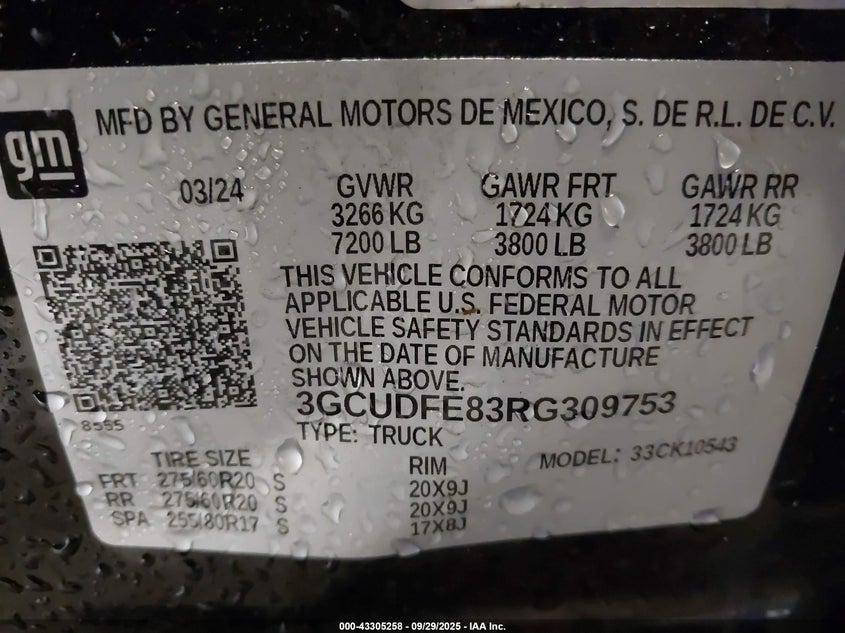 gm
MFD BY GENERAL MOTORS DE MEXICO, S. DE R.L. DE C.V.
03/24 GVWR GAWR FRT GAWR RR
3266 KG 1724 KG 1724 KG
7200 LB 3800 LB 3800 LB
THIS VEHICLE CONFORMS TO ALL
APPLICABLE U.S. FEDERAL MOTOR
VEHICLE SAFETY STANDARDS IN EFFECT
ON THE DATE OF MANUFACTURE
SHOWN ABOVE.
3GCUDFE83RG309753
8595
TYPE: TRUCK
MODEL: 33CK10543
TIRE SIZE RIM
FRT 275/60R20 S 20X9J
RR 275/60R20 S 20X9J
SPA 255/80R17 S 17X8J
000-43305258 - 09/29/2025 - IAA Inc.